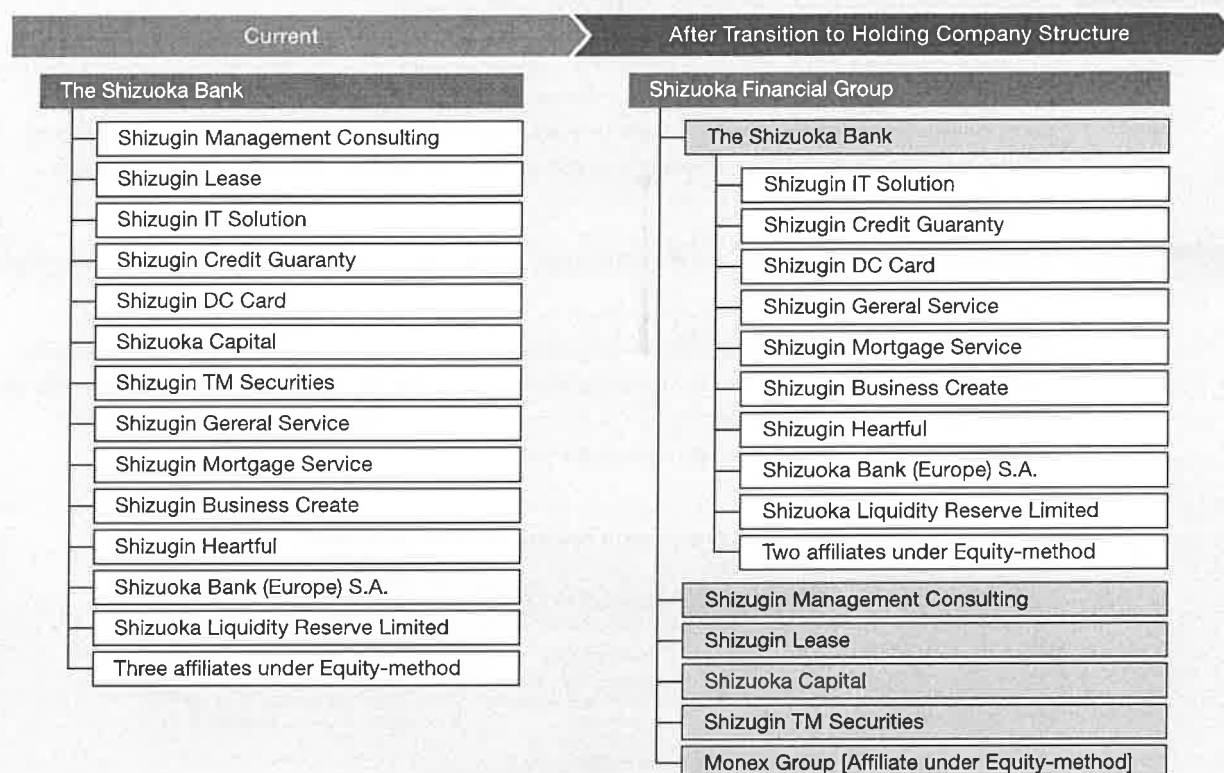 Current
After Transition to Holding Company Structure
The Shizuoka Bank
Shizugin Management Consulting
Shizugin Lease
Shizugin IT Solution
Shizugin Credit Guaranty
Shizugin DC Card
Shizuoka Capital
Shizugin TM Securities
Shizugin Gereral Service
Shizugin Mortgage Service
Shizugin Business Create
Shizugin Heartful
Shizuoka Bank (Europe) S.A.
Shizuoka Liquidity Reserve Limited
Three affiliates under Equity-method
Shizuoka Financial Group
The Shizuoka Bank
Shizugin IT Solution
Shizugin Credit Guaranty
Shizugin DC Card
Shizugin Gereral Service
Shizugin Mortgage Service
Shizugin Business Create
Shizugin Heartful
Shizuoka Bank (Europe) S.A.
Shizuoka Liquidity Reserve Limited
Two affiliates under Equity-method
Shizugin Management Consulting
Shizugin Lease
Shizuoka Capital
Shizugin TM Securities
Monex Group [Affiliate under Equity-method]